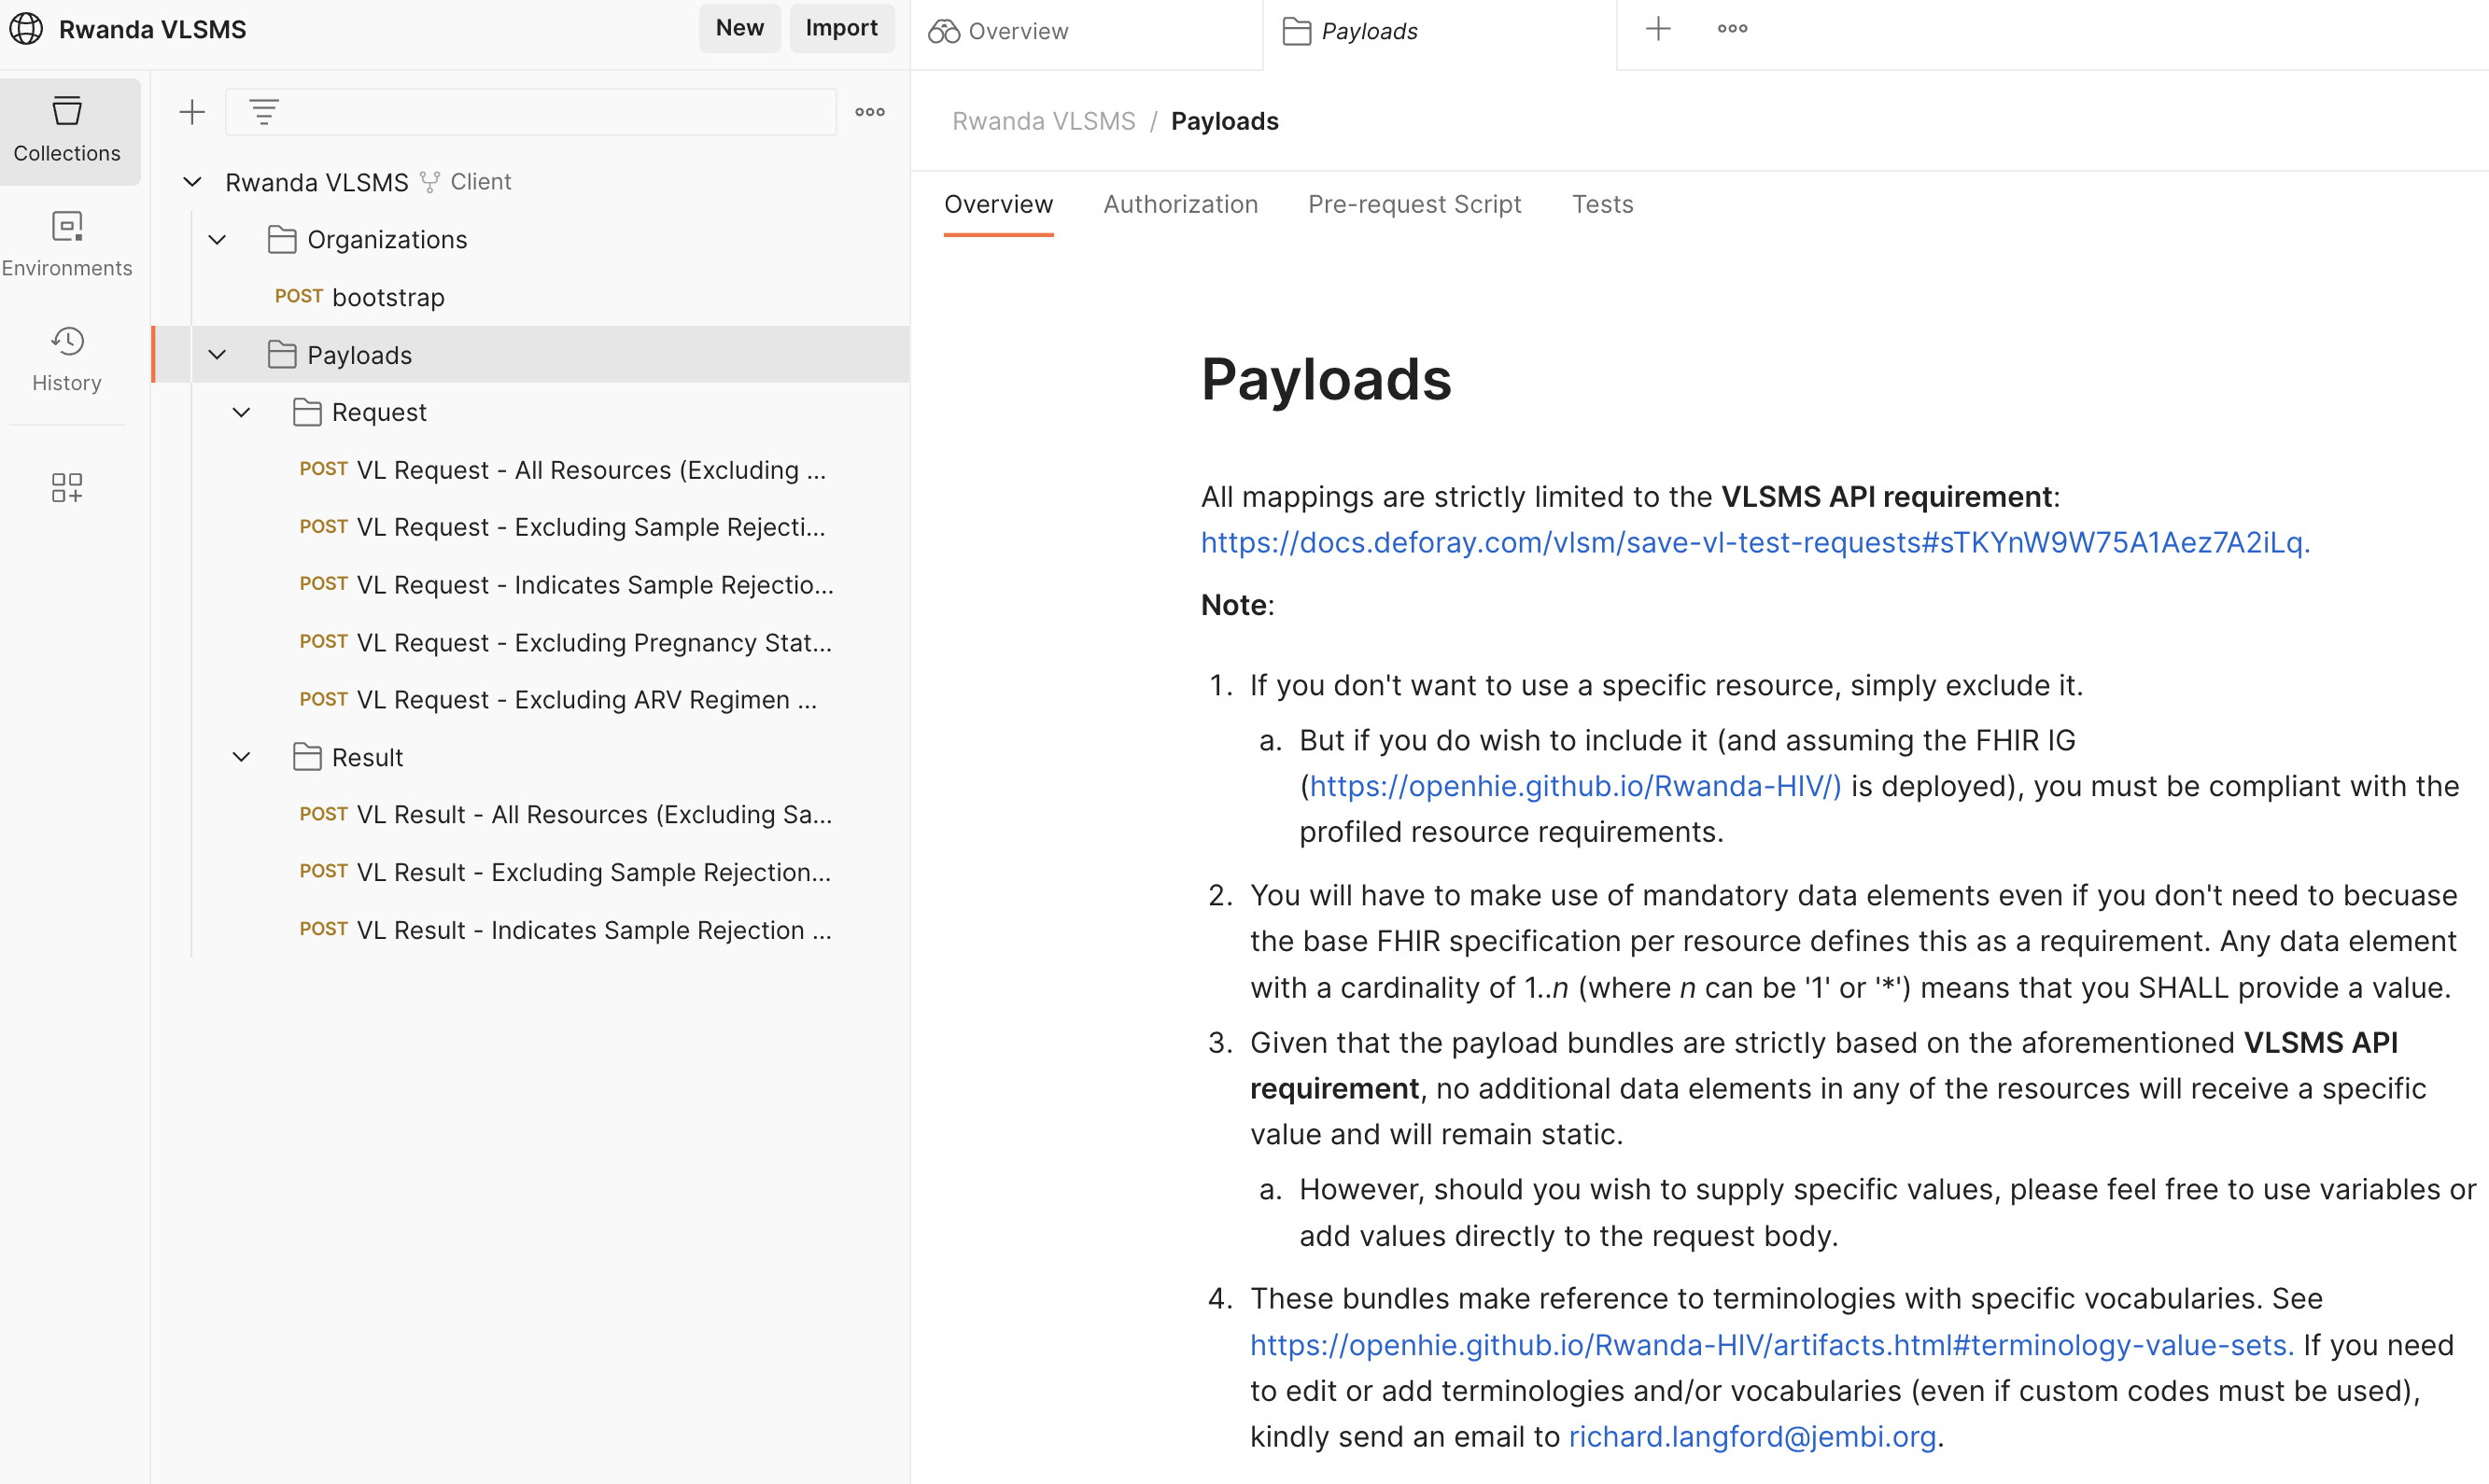 Rwanda VLSMS
New
Import
Overview
Payloads
Collections
Environments
History
Rwanda VLSMS Client
Organizations
POST bootstrap
Payloads
Request
POST VL Request - All Resources (Excluding ...
POST VL Request - Excluding Sample Rejecti...
POST VL Request - Indicates Sample Rejectio...
POST VL Request - Excluding Pregnancy Stat...
POST VL Request - Excluding ARV Regimen ...
Result
POST VL Result - All Resources (Excluding Sa...
POST VL Result - Excluding Sample Rejection...
POST VL Result - Indicates Sample Rejection ...
Rwanda VLSMS / Payloads
Overview Authorization Pre-request Script Tests
Payloads
All mappings are strictly limited to the VLSMS API requirement:
https://docs.deforay.com/vlsm/save-vl-test-requests#sTKYnW9W75A1Aez7A2iLq.
Note:
1. If you don't want to use a specific resource, simply exclude it.
a. But if you do wish to include it (and assuming the FHIR IG
(https://openhie.github.io/Rwanda-HIV/) is deployed), you must be compliant with the
profiled resource requirements.
2. You will have to make use of mandatory data elements even if you don't need to becuase
the base FHIR specification per resource defines this as a requirement. Any data element
with a cardinality of 1..n (where n can be '1' or '*') means that you SHALL provide a value.
3. Given that the payload bundles are strictly based on the aforementioned VLSMS API
requirement, no additional data elements in any of the resources will receive a specific
value and will remain static.
a. However, should you wish to supply specific values, please feel free to use variables or
add values directly to the request body.
4. These bundles make reference to terminologies with specific vocabularies. See
https://openhie.github.io/Rwanda-HIV/artifacts.html#terminology-value-sets. If you need
to edit or add terminologies and/or vocabularies (even if custom codes must be used),
kindly send an email to richard.langford@jembi.org.